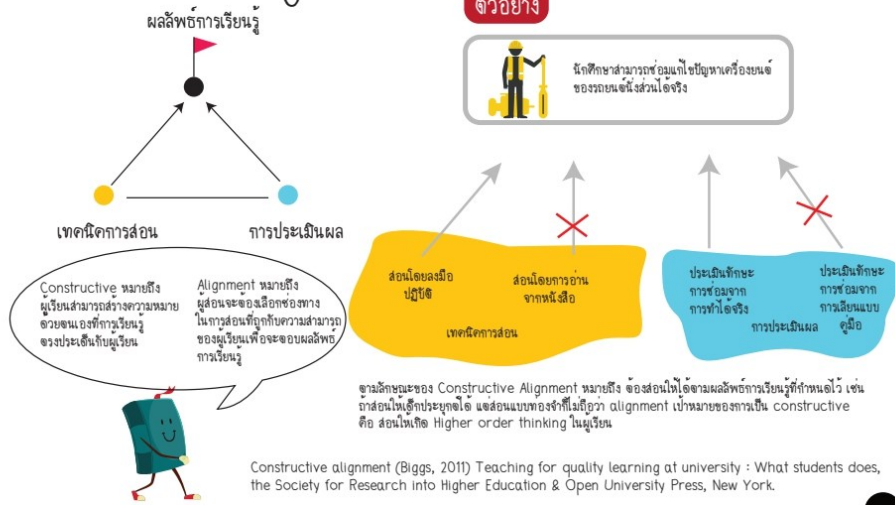 ผลลัพธ์การเรียนรู้
เทคนิคการสอน
การประเมินผล
Constructive หมายถึง
ผู้เรียนสามารถสร้างความหมาย
ด้วยตนเองที่การเรียนรู้
ตรงประเด็นกับผู้เรียน
Alignment หมายถึง
ผู้สอนจะต้องเลือกช่องทาง
ในการสอนที่ถูกกับความสามารถ
ของผู้เรียนเพื่อจะตอบผลลัพธ์
การเรียนรู้
ตัวอย่าง
นักศึกษาสามารถซ่อมแก้ไขปัญหาเครื่องยนต์
ของรถยนต์นั่งส่วนได้จริง
สอนโดยลงมือ
ปฏิบัติ
สอนโดยการอ่าน
จากหนังสือ
เทคนิคการสอน
ประเมินทักษะ
การซ่อมจาก
การทำได้จริง
ประเมินทักษะ
การซ่อมจาก
การเลียนแบบ
คู่มือ
การประเมินผล
ตามลักษณะของ Constructive Alignment หมายถึง ต้องสอนให้ได้ตามผลลัพธ์การเรียนรู้ที่กำหนดไว้ เช่น
ถ้าสอนให้เด็กประยุกต์ได้ แต่สอนแบบท่องจำก็ไม่ถือว่า alignment เป้าหมายของการเป็น constructive
คือ สอนให้เกิด Higher order thinking ในผู้เรียน
Constructive alignment (Biggs, 2011) Teaching for quality learning at university : What students does,
the Society for Research into Higher Education & Open University Press, New York.